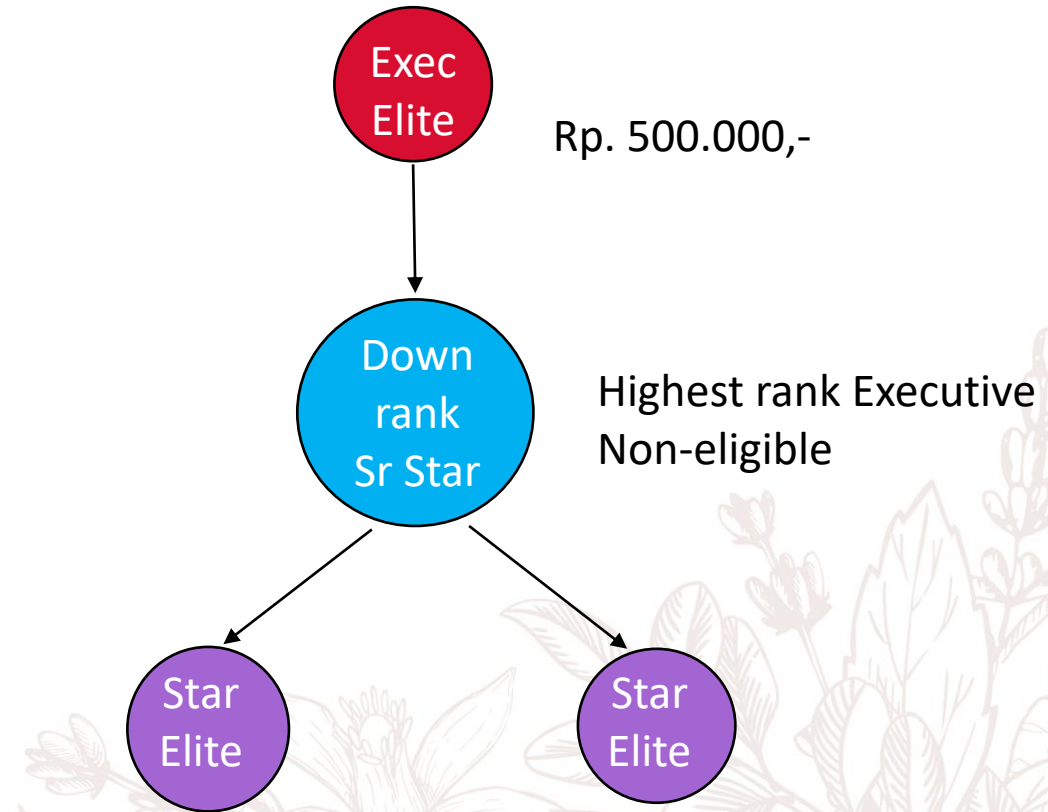 Exec
Elite
Rp. 500.000,-
Down
rank
Sr Star
Highest rank Executive
Non-eligible
Star
Elite
Star
Elite